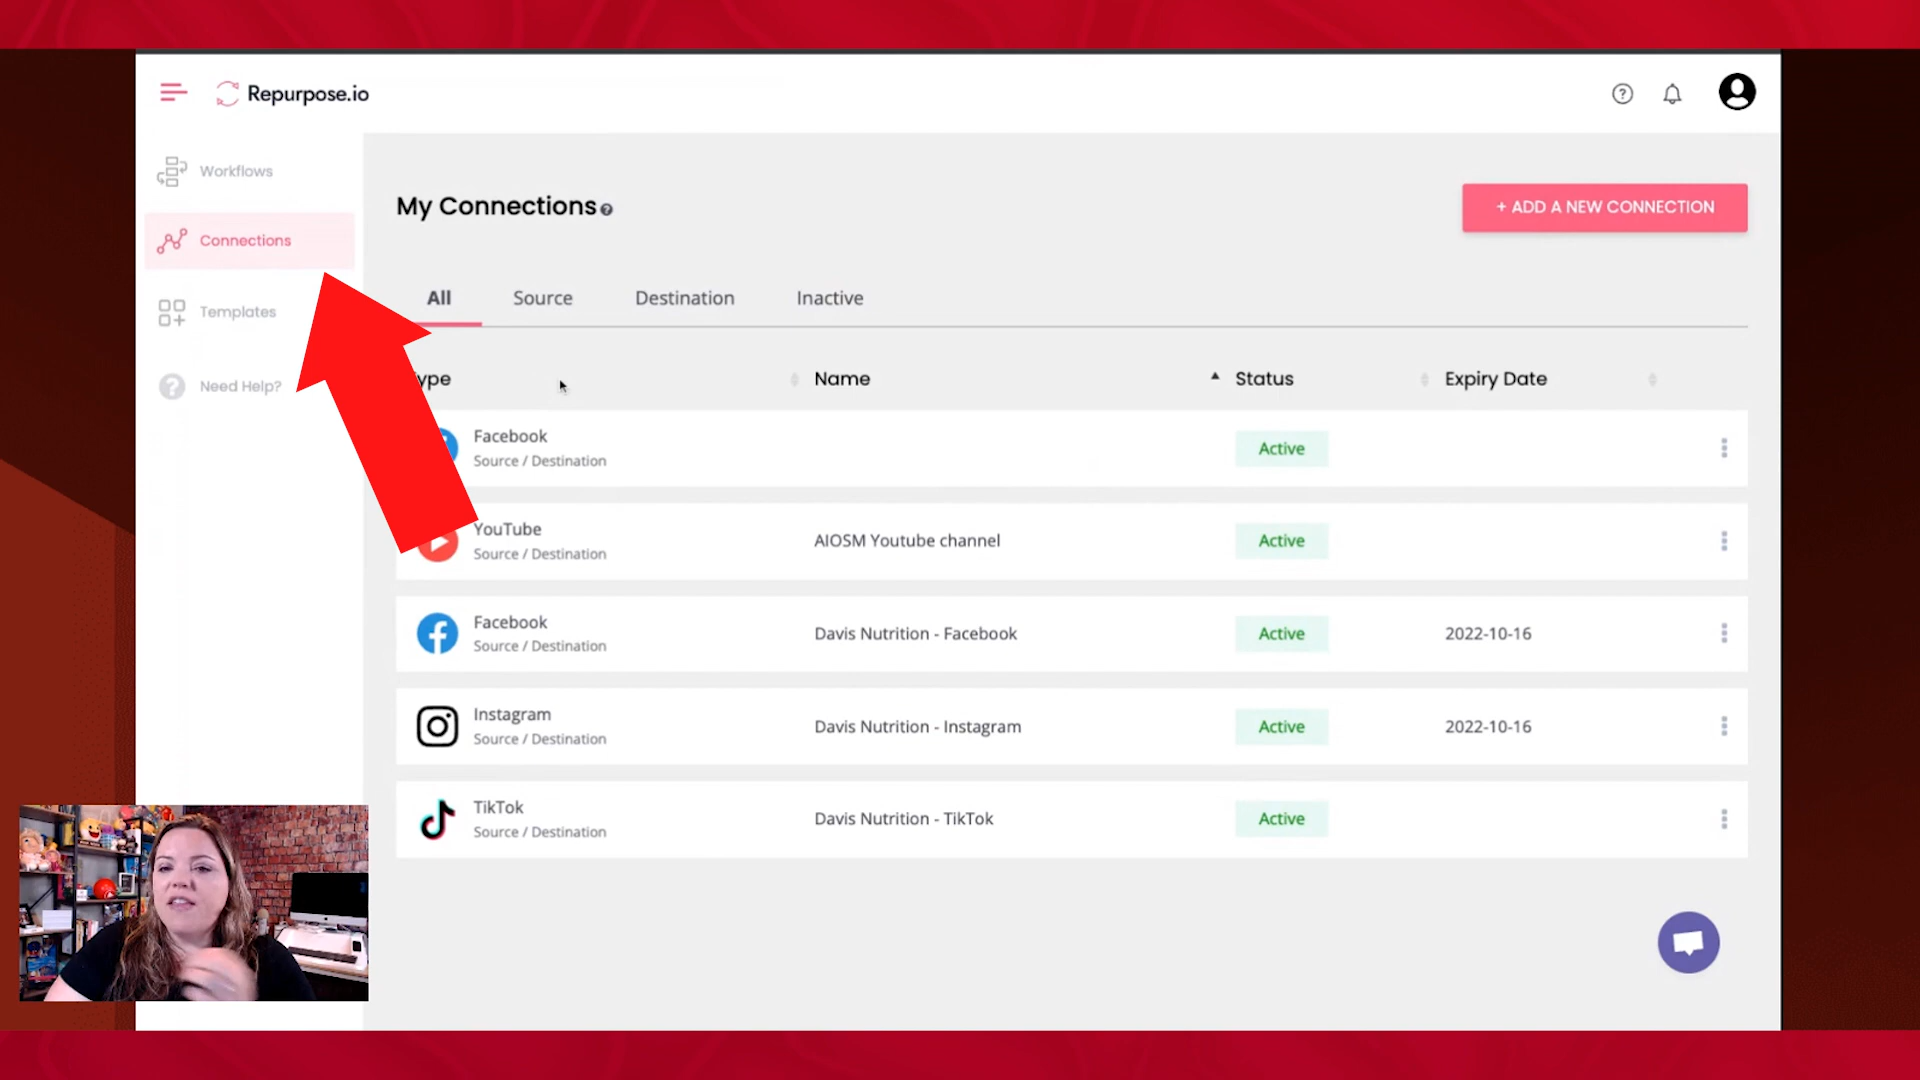 Repurpose.io
Workflows
Connections
Templates
Need Help?
My Connections
+ ADD A NEW CONNECTION
All Source Destination Inactive
ype Name Status Expiry Date
Facebook
Source / Destination
Active
YouTube
Source / Destination
AIOSM Youtube channel
Active
Facebook
Source / Destination
Davis Nutrition - Facebook
Active
2022-10-16
Instagram
Source / Destination
Davis Nutrition - Instagram
Active
2022-10-16
TikTok
Source / Destination
Davis Nutrition - TikTok
Active